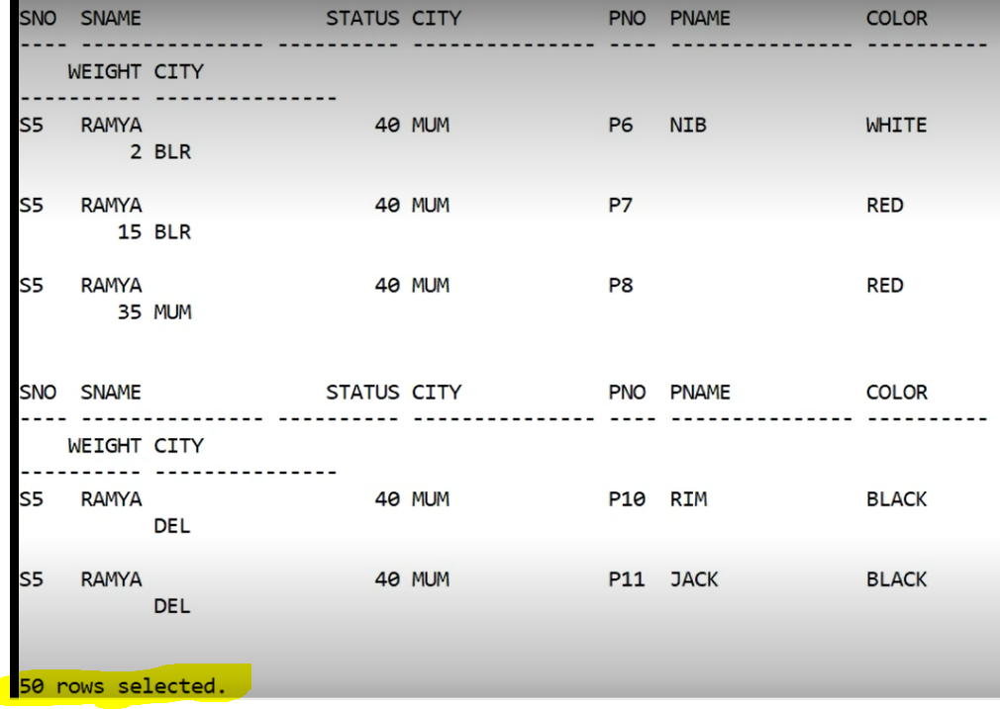 SNO SNAME STATUS CITY PNO PNAME COLOR
---- --------------- ---------- --------------- ---- --------------- ----------
WEIGHT CITY
---------- ---------------
S5 RAMYA 40 MUM P6 NIB WHITE
2 BLR
S5 RAMYA 40 MUM P7 RED
15 BLR
S5 RAMYA 40 MUM P8 RED
35 MUM
SNO SNAME STATUS CITY PNO PNAME COLOR
---- --------------- ---------- --------------- ---- --------------- ----------
WEIGHT CITY
---------- ---------------
S5 RAMYA 40 MUM P10 RIM BLACK
DEL
S5 RAMYA 40 MUM P11 JACK BLACK
DEL
50 rows selected.